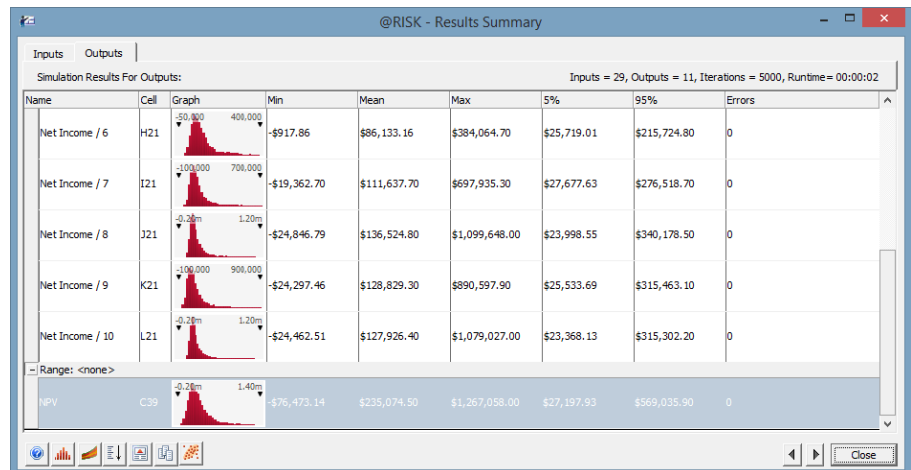 @RISK - Results Summary
Inputs Outputs
Simulation Results For Outputs: Inputs = 29, Outputs = 11, Iterations = 5000, Runtime= 00:00:02
Name Cell Graph Min Mean Max 5% 95% Errors
-50,000 400,000
Net Income / 6 H21 -$917.86 $86,133.16 $384,064.70 $25,719.01 $215,724.80 0
-100,000 700,000
Net Income / 7 I21 -$19,362.70 $111,637.70 $697,935.30 $27,677.63 $276,518.70 0
-0.20m 1.20m
Net Income / 8 J21 -$24,846.79 $136,524.80 $1,099,648.00 $23,998.55 $340,178.50 0
-100,000 900,000
Net Income / 9 K21 -$24,297.46 $128,829.30 $890,597.90 $25,533.69 $315,463.10 0
-0.20m 1.20m
Net Income / 10 L21 -$24,462.51 $127,926.40 $1,079,027.00 $23,368.13 $315,302.20 0
Range: <none>
-0.20m 1.40m
NPV C39 -$76,473.14 $235,074.50 $1,267,058.00 $27,197.93 $569,035.90 0
Close